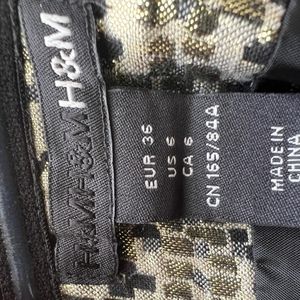 H&M H&M H&M
EUR 36
US 6
CA 6
CN 165/84A
MADE IN
CHINA